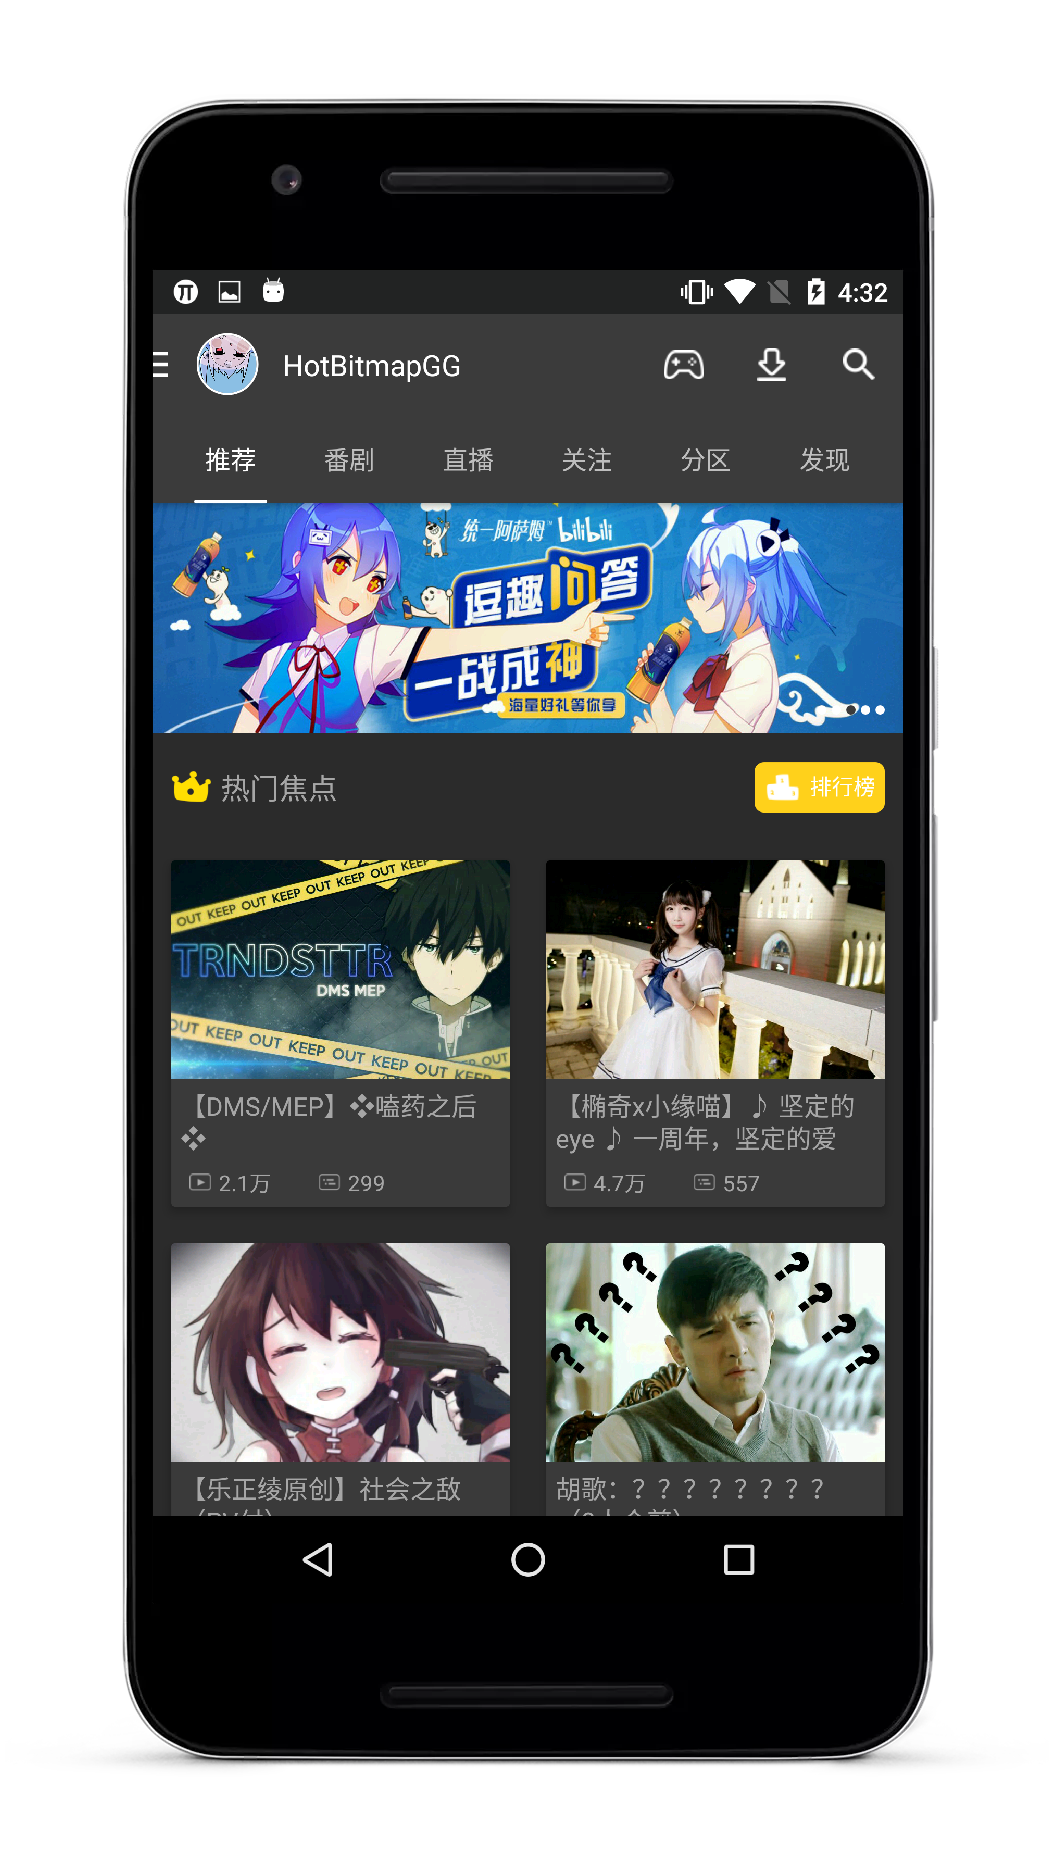 4:32
HotBitmapGG
推荐 番剧 直播 关注 分区 发现
统一阿萨姆 bilibili
逗趣问答
一战成神
海量好礼等你拿
热门焦点
排行榜
OUT KEEP OUT KEEP OUT KEEP OUT KEEP OUT
TRNDSTTR
DMS MEP
OUT KEEP OUT KEEP OUT KEEP OUT KEEP OUT
【DMS/MEP】❖嗑药之后
❖
2.1万 299
【椭奇x小缘喵】♪ 坚定的
eye ♪ 一周年，坚定的爱
4.7万 557
? ? ? ? ? ? ? ?
【乐正绫原创】社会之敌
胡歌：？？？？？？？？